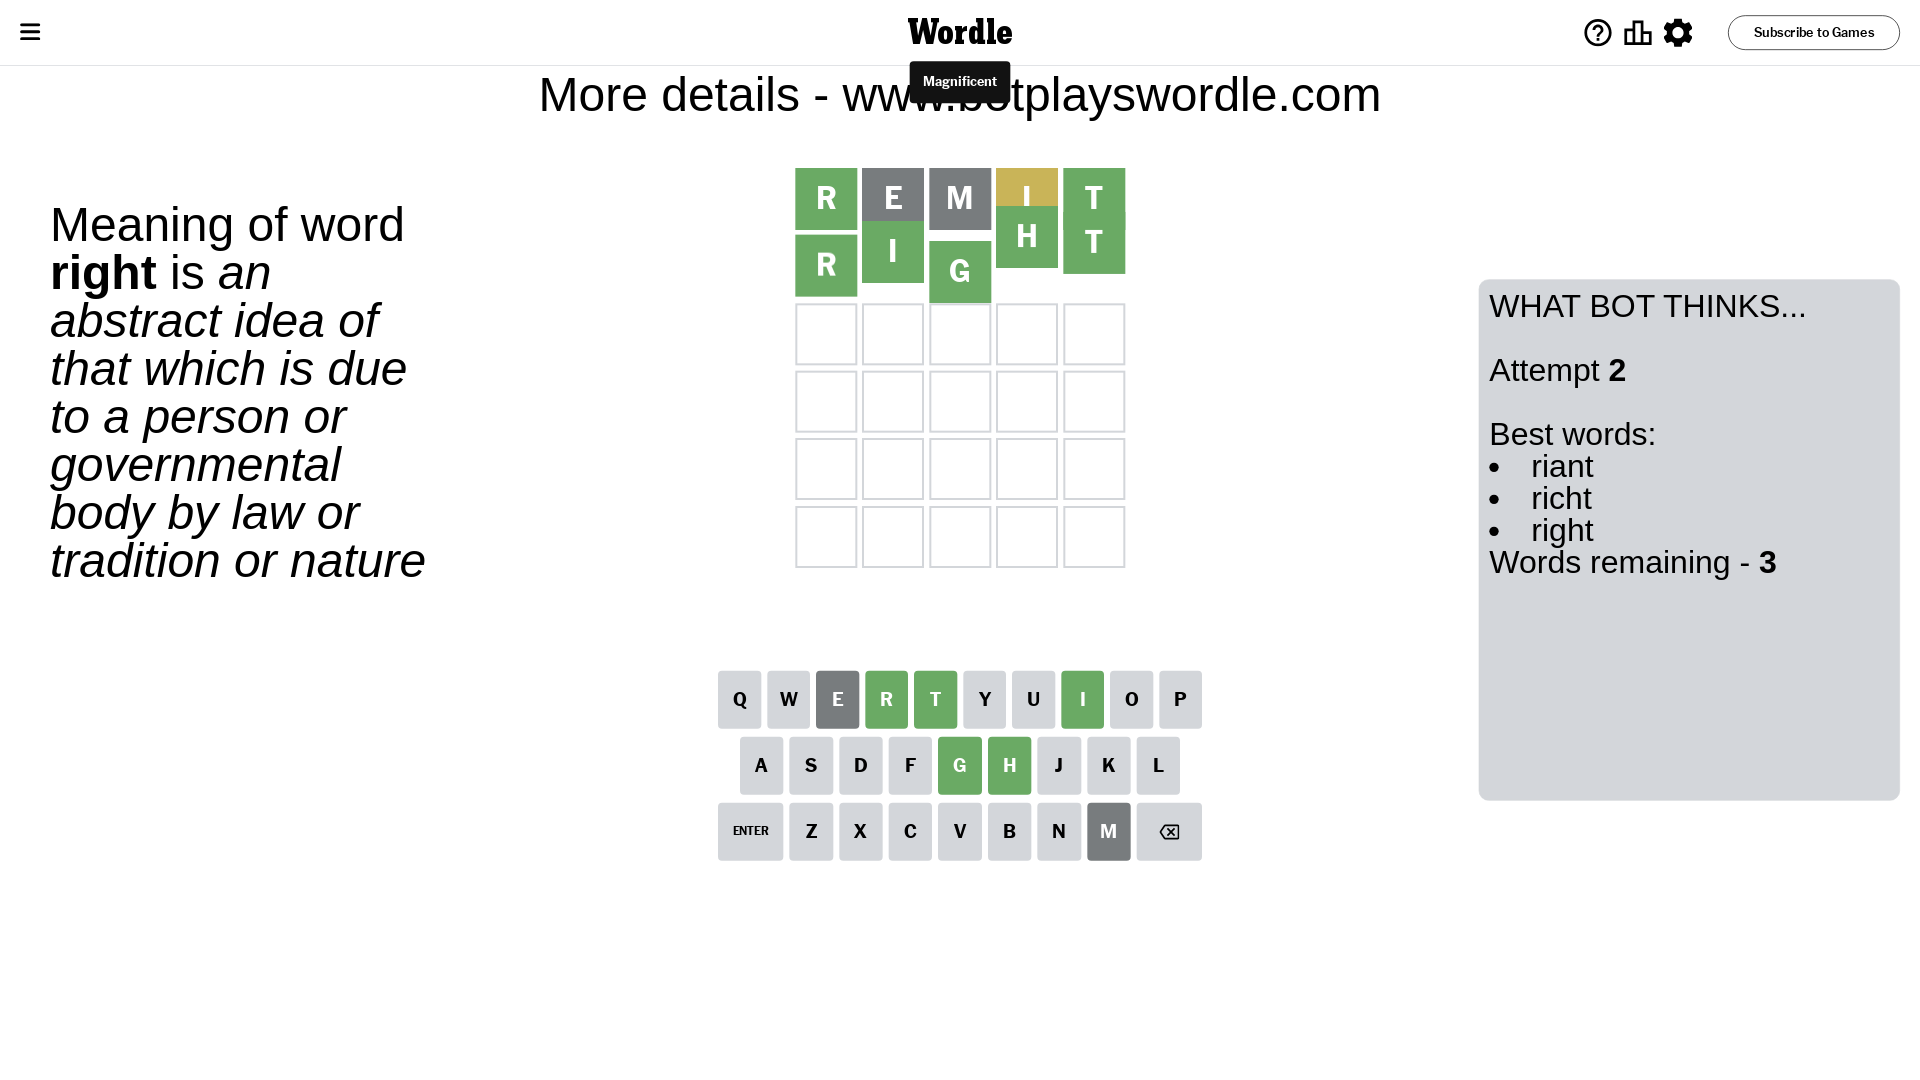 Wordle
Subscribe to Games
Magnificent
More details - www.botplayswordle.com
Meaning of word
right is an
abstract idea of
that which is due
to a person or
governmental
body by law or
tradition or nature
R E M I T
R I G H T
WHAT BOT THINKS...
Attempt 2
Best words:
• riant
• richt
• right
Words remaining - 3
Q W E R T Y U I O P
A S D F G H J K L
ENTER Z X C V B N M